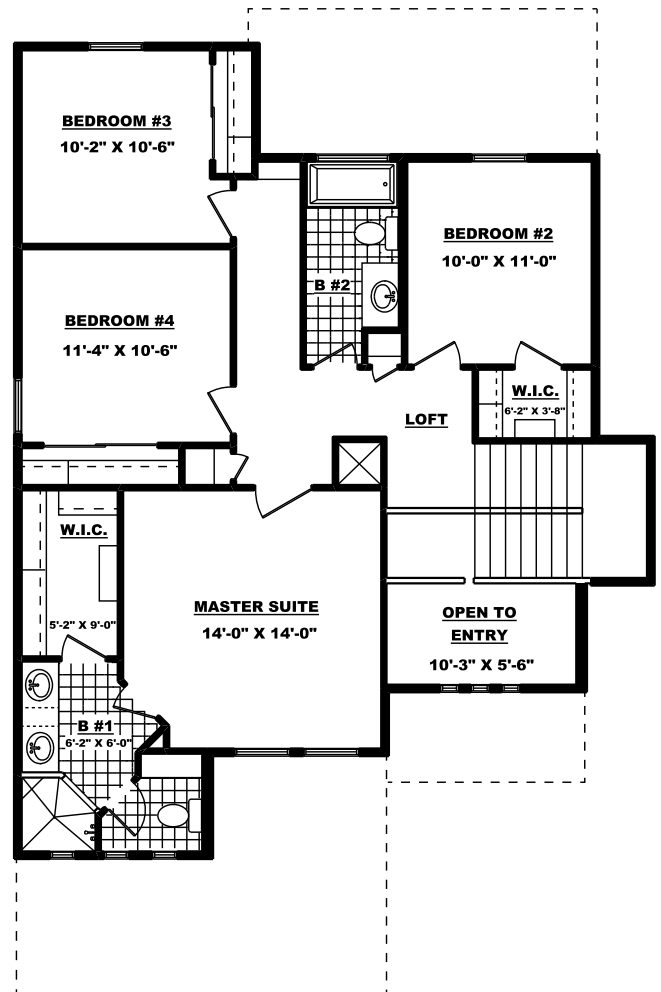 BEDROOM #3
10'-2" X 10'-6"
BEDROOM #2
10'-0" X 11'-0"
B #2
BEDROOM #4
11'-4" X 10'-6"
W.I.C.
6'-2" X 3'-8"
LOFT
W.I.C.
5'-2" X 9'-0"
MASTER SUITE
14'-0" X 14'-0"
OPEN TO
ENTRY
10'-3" X 5'-6"
B #1
6'-2" X 6'-0"